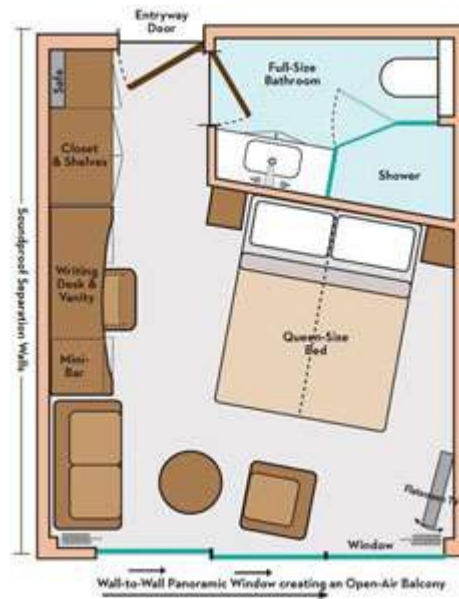 Entryway
Door
Safe
Full-Size
Bathroom
Closet
& Shelves
Shower
Soundproof Separation Walls
Writing
Desk &
Vanity
Queen-Size
Bed
Mini-
Bar
Flatscreen
Window
Wall-to-Wall Panoramic Window creating an Open-Air Balcony